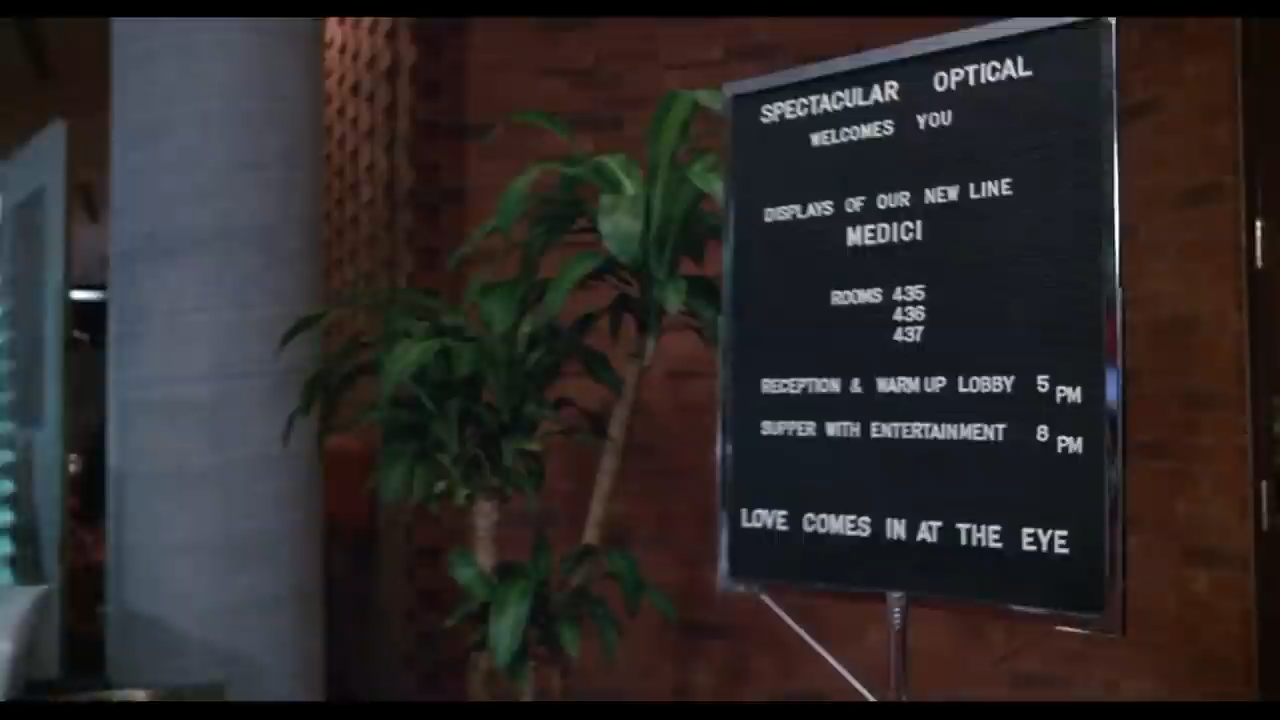 SPECTACULAR OPTICAL
WELCOMES YOU
DISPLAYS OF OUR NEW LINE
MEDICI
ROOMS 435
436
437
RECEPTION & WARM UP LOBBY 5 PM
SUPPER WITH ENTERTAINMENT 8 PM
LOVE COMES IN AT THE EYE